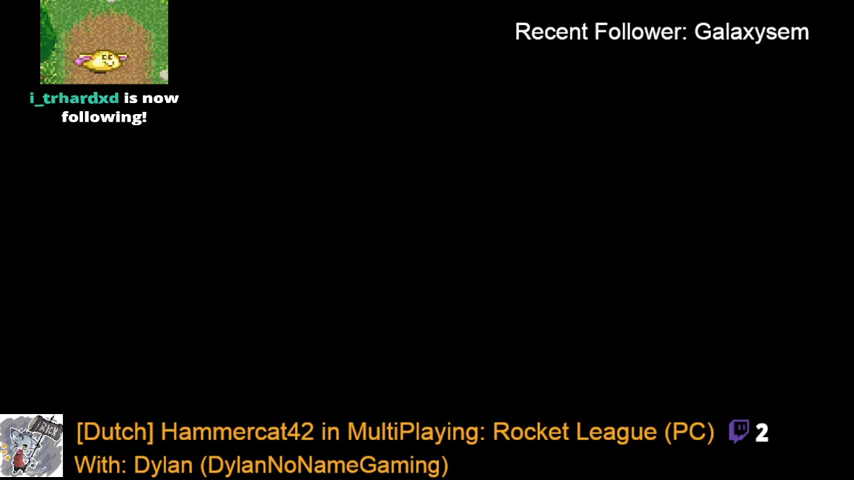 Recent Follower: Galaxysem
i_trhardxd is now
following!
[Dutch] Hammercat42 in MultiPlaying: Rocket League (PC) 2
With: Dylan (DylanNoNameGaming)